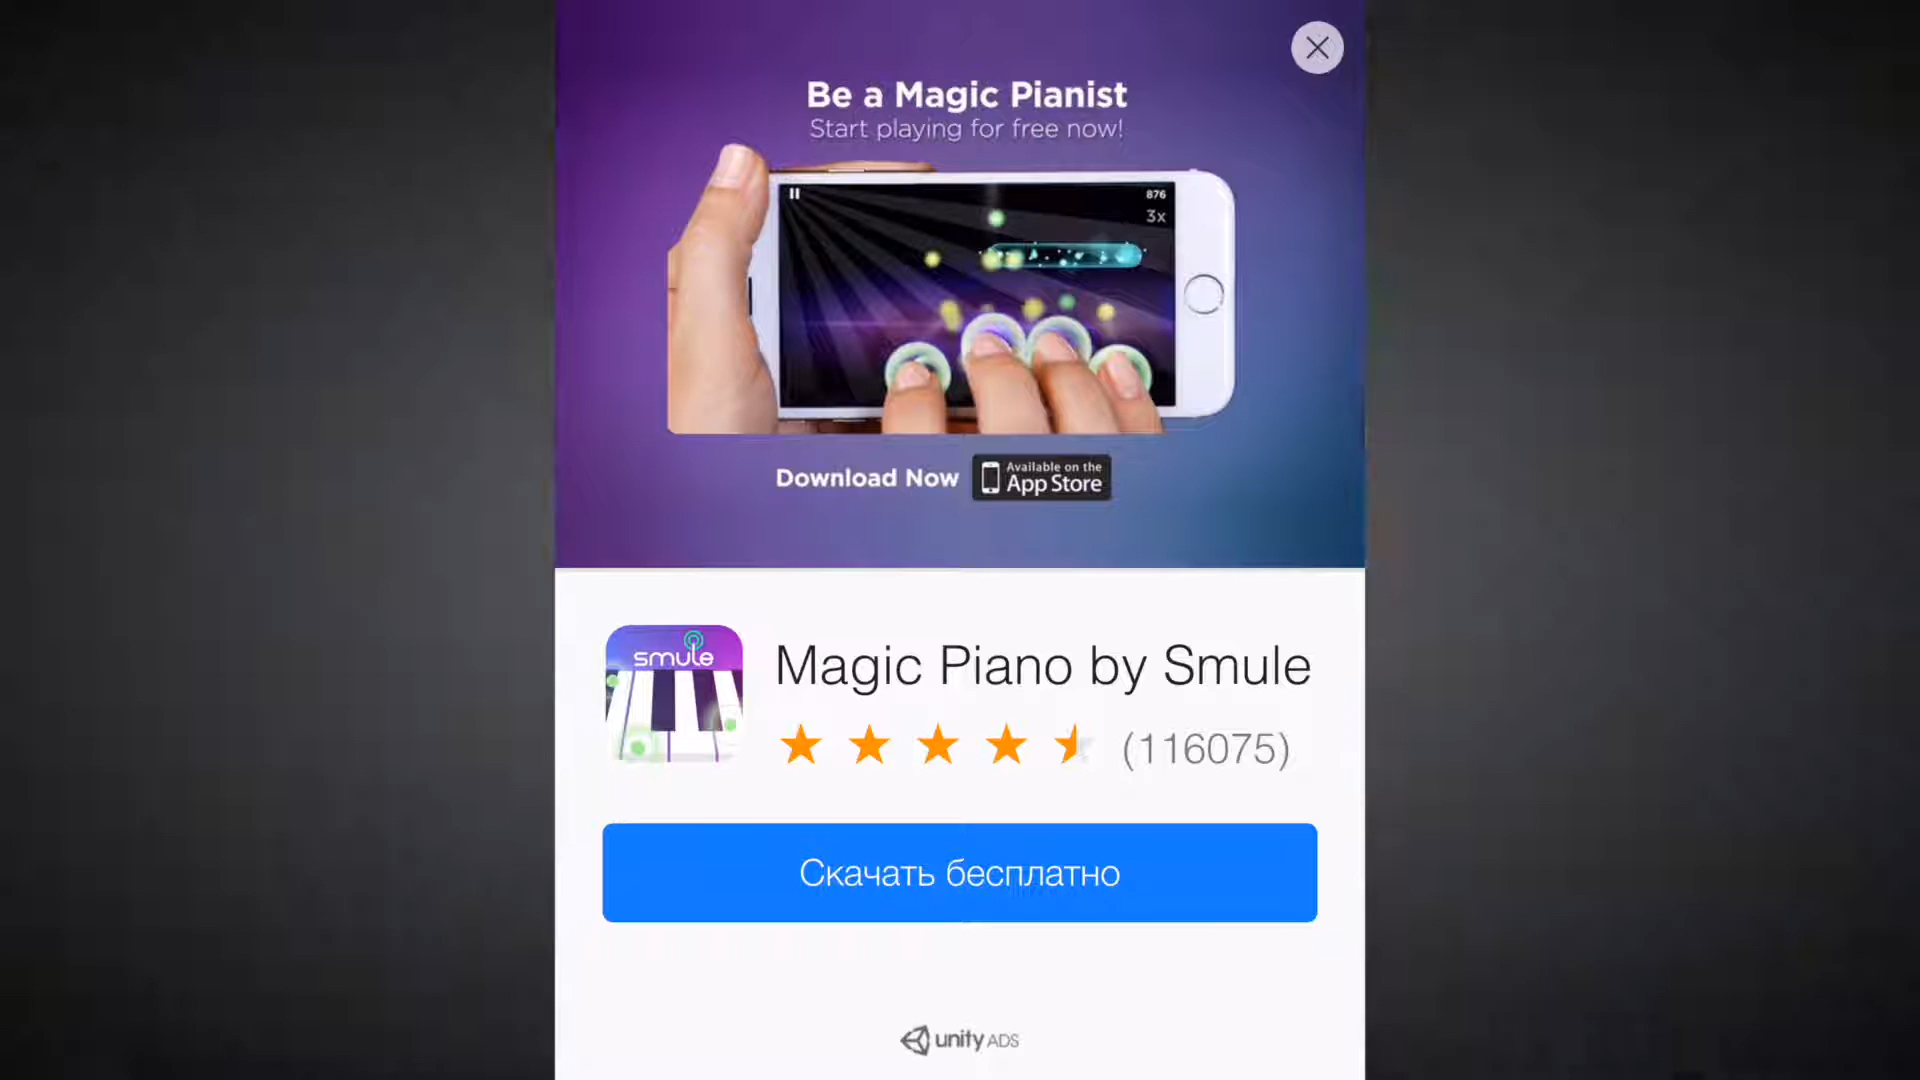 Be a Magic Pianist
Start playing for free now!
876
3x
Download Now
Available on the
App Store
smule
Magic Piano by Smule
(116075)
Скачать бесплатно
unity ADS